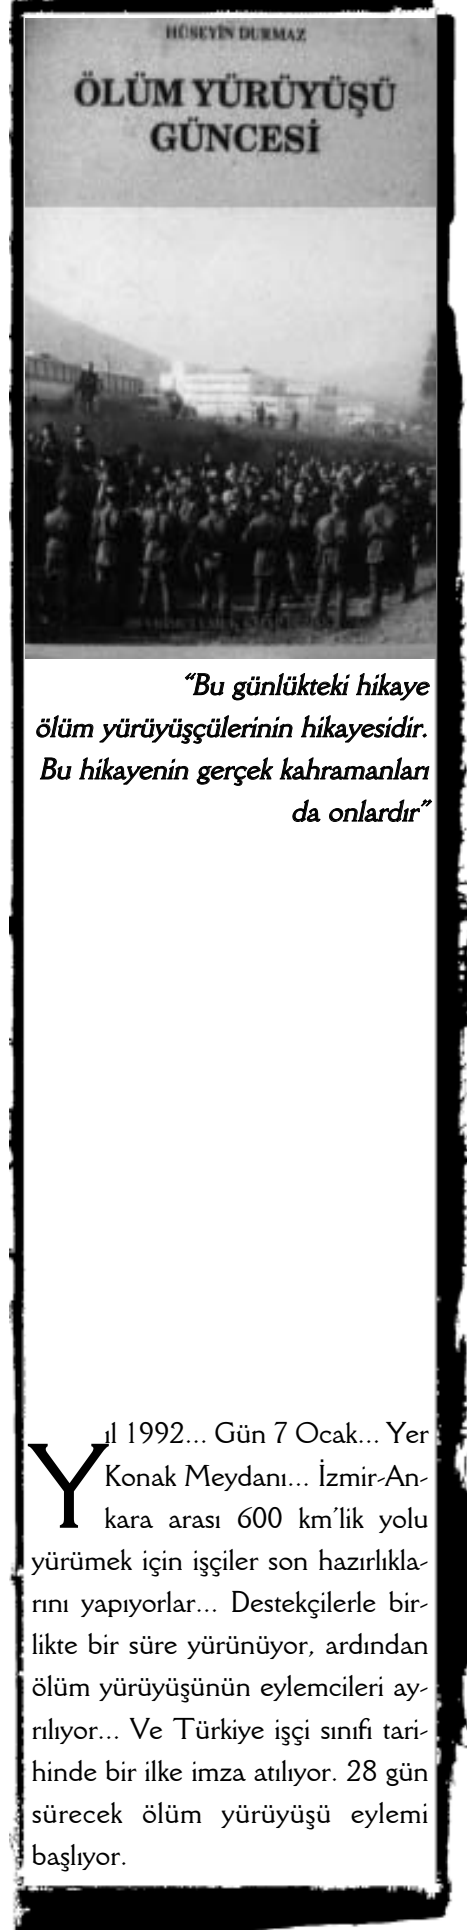 HÜSEYİN DURMAZ
ÖLÜM YÜRÜYÜŞÜ
GÜNCESİ
“Bu günlükteki hikaye
ölüm yürüyüşçülerinin hikayesidir.
Bu hikayenin gerçek kahramanları
da onlardır”
Yıl 1992... Gün 7 Ocak... Yer
Konak Meydanı... İzmir-An-
kara arası 600 km’lik yolu
yürümek için işçiler son hazırlıkla-
rını yapıyorlar... Destekçilerle bir-
likte bir süre yürünüyor, ardından
ölüm yürüyüşünün eylemcileri ay-
rılıyor... Ve Türkiye işçi sınıfı tari-
hinde bir ilke imza atılıyor. 28 gün
sürecek ölüm yürüyüşü eylemi
başlıyor.